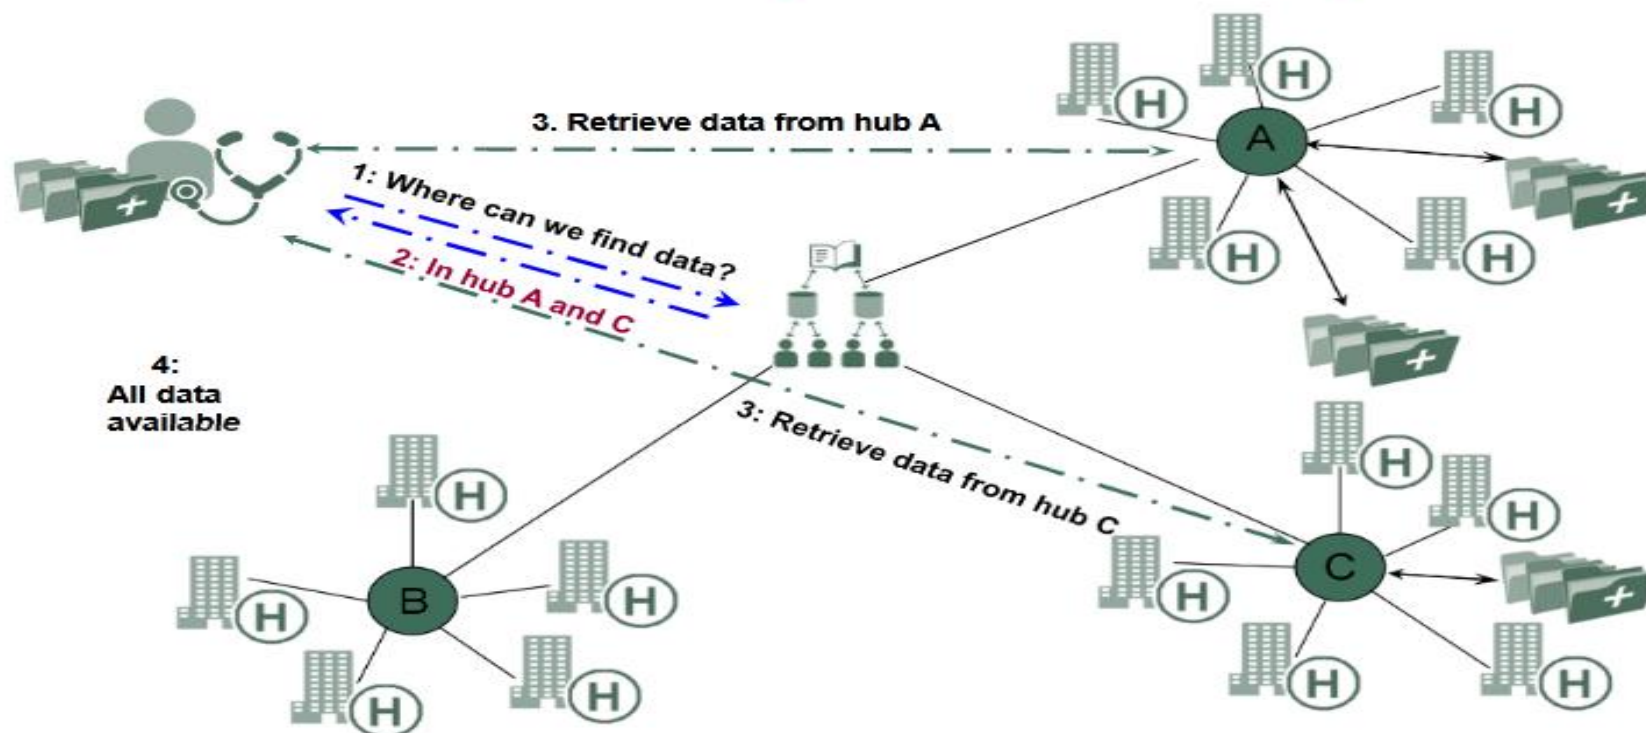 H
H
H
3. Retrieve data from hub A
A
1: Where can we find data?
H
H
2: In hub A and C
4:
All data
available
3: Retrieve data from hub C
H
H
H
C
H
H
B
H
H
H
H
H
H